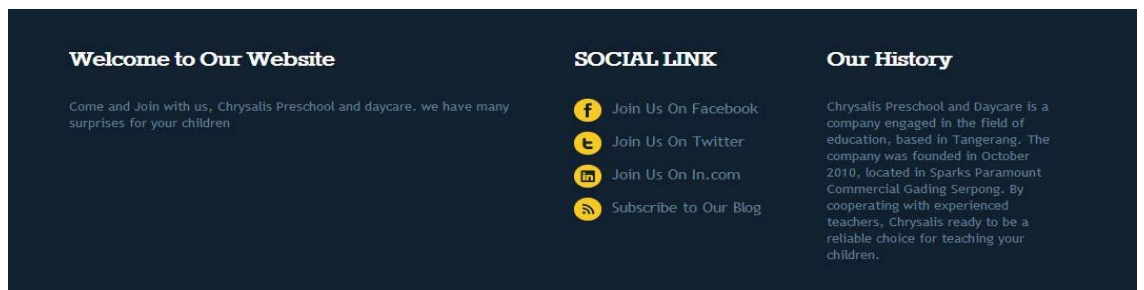 Welcome to Our Website
Come and Join with us, Chrysalis Preschool and daycare. we have many
surprises for your children
SOCIAL LINK
Join Us On Facebook
Join Us On Twitter
Join Us On In.com
Subscribe to Our Blog
Our History
Chrysalis Preschool and Daycare is a
company engaged in the field of
education, based in Tangerang. The
company was founded in October
2010, located in Sparks Paramount
Commercial Gading Serpong. By
cooperating with experienced
teachers, Chrysalis ready to be a
reliable choice for teaching your
children.